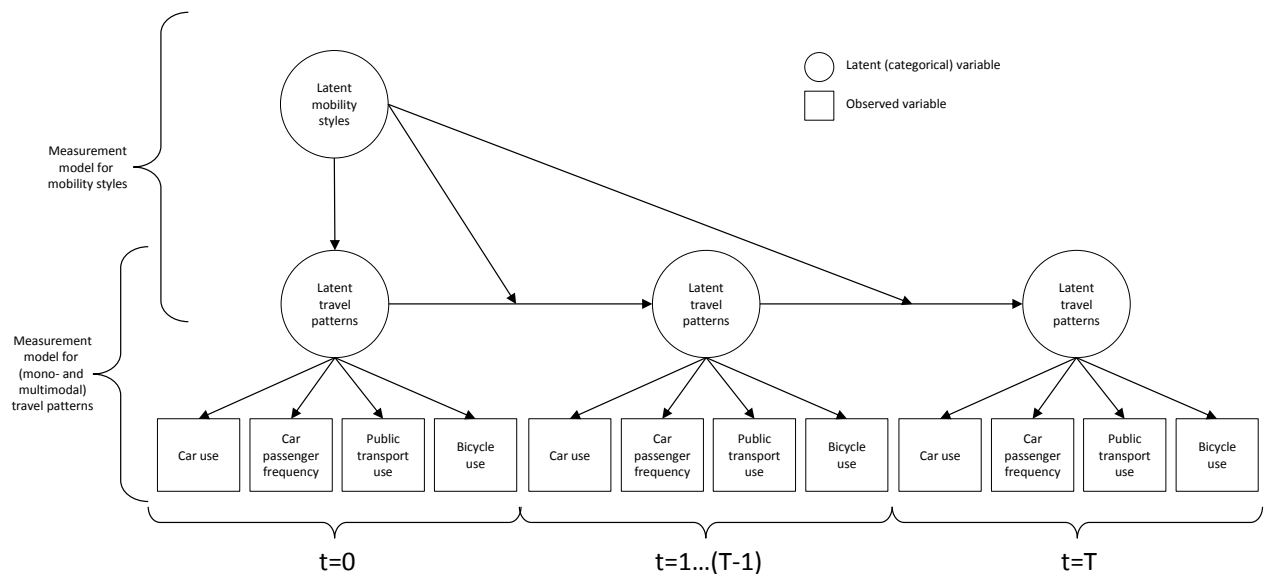 Latent
mobility
styles
Latent (categorical) variable
Observed variable
Measurement
model for
mobility styles
Latent
travel
patterns
Latent
travel
patterns
Latent
travel
patterns
Measurement
model for
(mono- and
multimodal)
travel patterns
Car use
Car
passenger
frequency
Public
transport
use
Bicycle
use
Car use
Car
passenger
frequency
Public
transport
use
Bicycle
use
Car use
Car
passenger
frequency
Public
transport
use
Bicycle
use
t=0
t=1...(T-1)
t=T